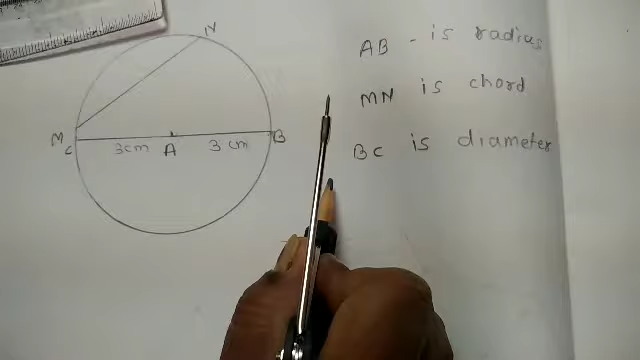 N
AB - is radius
MN is chord
M
C 3cm A 3 cm B
BC is diameter